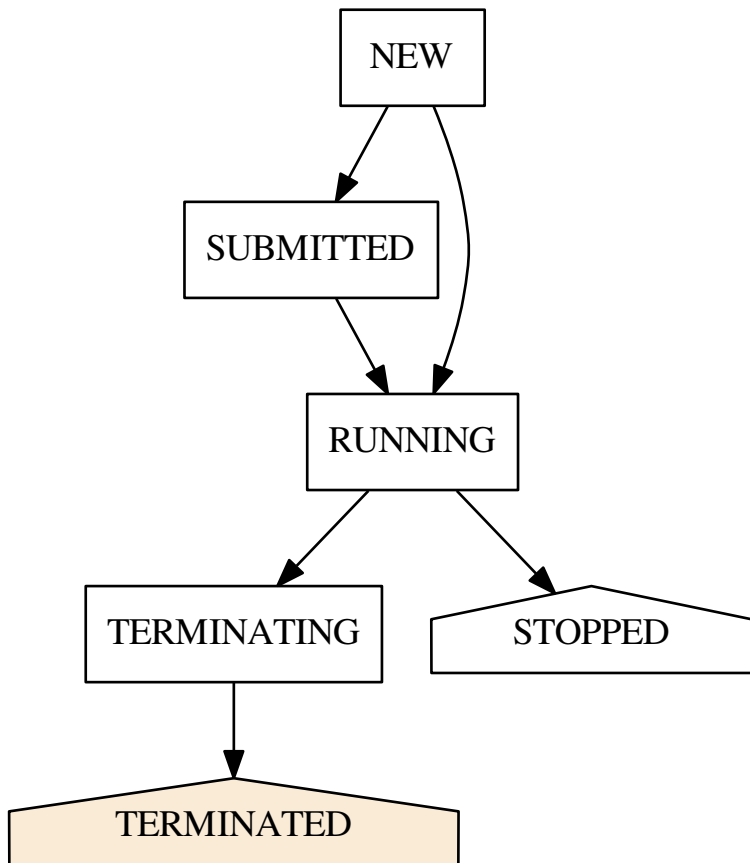 NEW
SUBMITTED
RUNNING
TERMINATING
STOPPED
TERMINATED